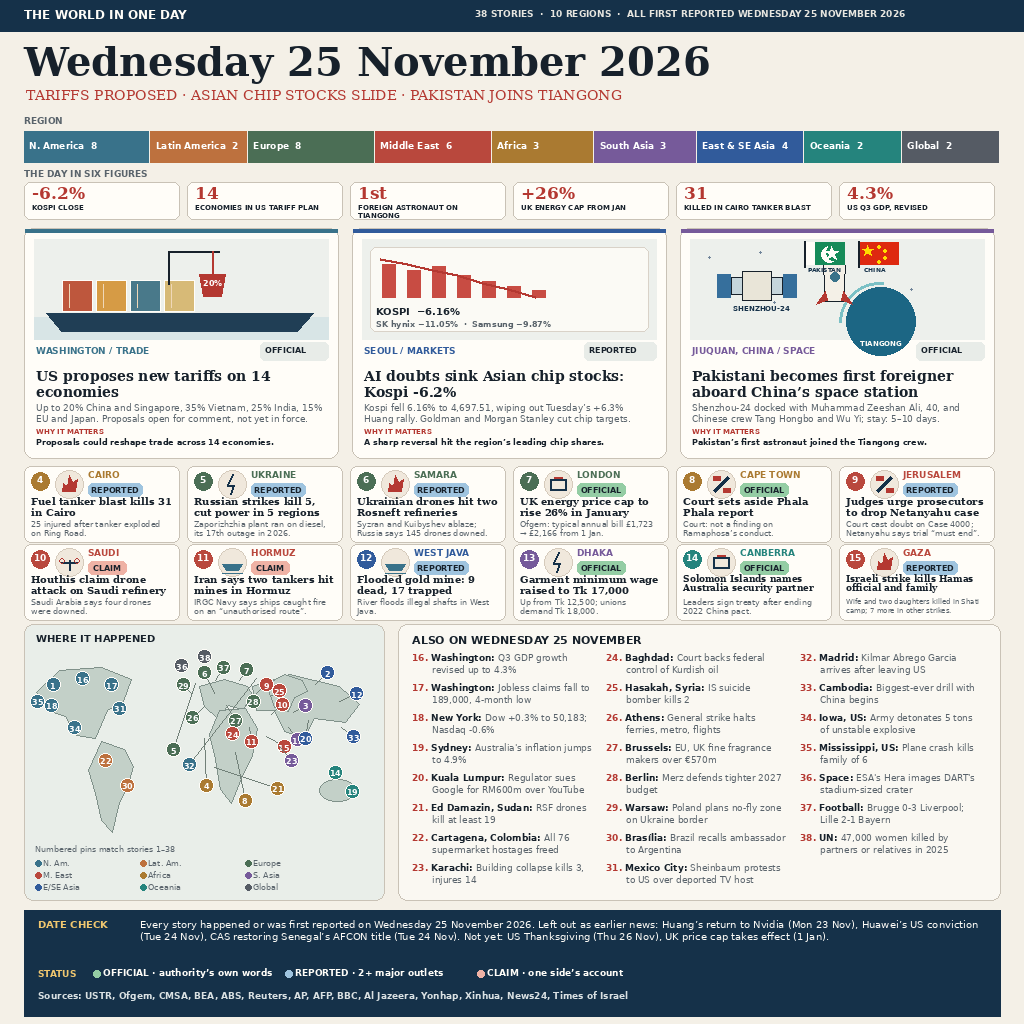 THE WORLD IN ONE DAY
38 STORIES · 10 REGIONS · ALL FIRST REPORTED WEDNESDAY 25 NOVEMBER 2026
Wednesday 25 November 2026
TARIFFS PROPOSED · ASIAN CHIP STOCKS SLIDE · PAKISTAN JOINS TIANGONG
REGION
N. America 8
Latin America 2
Europe 8
Middle East 6
Africa 3
South Asia 3
East & SE Asia 4
Oceania 2
Global 2
THE DAY IN SIX FIGURES
-6.2%
KOSPI CLOSE
14
ECONOMIES IN US TARIFF PLAN
1st
FOREIGN ASTRONAUT ON
TIANGONG
+26%
UK ENERGY CAP FROM JAN
31
KILLED IN CAIRO TANKER BLAST
4.3%
US Q3 GDP, REVISED
20%
WASHINGTON / TRADE
OFFICIAL
US proposes new tariffs on 14
economies
Up to 20% China and Singapore, 35% Vietnam, 25% India, 15%
EU and Japan. Proposals open for comment, not yet in force.
WHY IT MATTERS
Proposals could reshape trade across 14 economies.
KOSPI −6.16%
SK hynix −11.05% · Samsung −9.87%
SEOUL / MARKETS
REPORTED
AI doubts sink Asian chip stocks:
Kospi -6.2%
Kospi fell 6.16% to 4,697.51, wiping out Tuesday's +6.3%
Huang rally. Goldman and Morgan Stanley cut chip targets.
WHY IT MATTERS
A sharp reversal hit the region's leading chip shares.
PAKISTAN
CHINA
SHENZHOU-24
TIANGONG
JIUQUAN, CHINA / SPACE
OFFICIAL
Pakistani becomes first foreigner
aboard China's space station
Shenzhou-24 docked with Muhammad Zeeshan Ali, 40, and
Chinese crew Tang Hongbo and Wu Yi; stay: 5–10 days.
WHY IT MATTERS
Pakistan's first astronaut joined the Tiangong crew.
4
CAIRO
REPORTED
Fuel tanker blast kills 31
in Cairo
25 injured after tanker exploded
on Ring Road.
5
UKRAINE
REPORTED
Russian strikes kill 5,
cut power in 5 regions
Zaporizhzhia plant ran on diesel,
its 17th outage in 2026.
6
SAMARA
REPORTED
Ukrainian drones hit two
Rosneft refineries
Syzran and Kuibyshev ablaze;
Russia says 145 drones downed.
7
LONDON
OFFICIAL
UK energy price cap to
rise 26% in January
Ofgem: typical annual bill £1,723
→ £2,166 from 1 Jan.
8
CAPE TOWN
OFFICIAL
Court sets aside Phala
Phala report
Court: not a finding on
Ramaphosa's conduct.
9
JERUSALEM
REPORTED
Judges urge prosecutors
to drop Netanyahu case
Court cast doubt on Case 4000;
Netanyahu says trial "must end".
10
SAUDI
CLAIM
Houthis claim drone
attack on Saudi refinery
Saudi Arabia says four drones
were downed.
11
HORMUZ
CLAIM
Iran says two tankers hit
mines in Hormuz
IRGC Navy says ships caught fire
on an "unauthorised route".
12
WEST JAVA
REPORTED
Flooded gold mine: 9
dead, 17 trapped
River floods illegal shafts in West
Java.
13
DHAKA
OFFICIAL
Garment minimum wage
raised to Tk 17,000
Up from Tk 12,500; unions
demand Tk 18,000.
14
CANBERRA
OFFICIAL
Solomon Islands names
Australia security partner
Leaders sign treaty after ending
2022 China pact.
15
GAZA
REPORTED
Israeli strike kills Hamas
official and family
Wife and two daughters killed in Shati
camp; 7 more in other strikes.
WHERE IT HAPPENED
38
36
6
37
7
2
1
16
17
29
9
25
12
35
18
31
28
10
3
34
26
27
24
11
20
33
5
15
22
32
23
14
30
4
21
19
8
Numbered pins match stories 1–38
N. Am.
Lat. Am.
Europe
M. East
Africa
S. Asia
E/SE Asia
Oceania
Global
ALSO ON WEDNESDAY 25 NOVEMBER
16. Washington: Q3 GDP growth
revised up to 4.3%
17. Washington: Jobless claims fall to
189,000, 4-month low
18. New York: Dow +0.3% to 50,183;
Nasdaq -0.6%
19. Sydney: Australia's inflation jumps
to 4.9%
20. Kuala Lumpur: Regulator sues
Google for RM600m over YouTube
21. Ed Damazin, Sudan: RSF drones
kill at least 19
22. Cartagena, Colombia: All 76
supermarket hostages freed
23. Karachi: Building collapse kills 3,
injures 14
24. Baghdad: Court backs federal
control of Kurdish oil
25. Hasakah, Syria: IS suicide
bomber kills 2
26. Athens: General strike halts
ferries, metro, flights
27. Brussels: EU, UK fine fragrance
makers over €570m
28. Berlin: Merz defends tighter 2027
budget
29. Warsaw: Poland plans no-fly zone
on Ukraine border
30. Brasília: Brazil recalls ambassador
to Argentina
31. Mexico City: Sheinbaum protests
to US over deported TV host
32. Madrid: Kilmar Abrego Garcia
arrives after leaving US
33. Cambodia: Biggest-ever drill with
China begins
34. Iowa, US: Army detonates 5 tons
of unstable explosive
35. Mississippi, US: Plane crash kills
family of 6
36. Space: ESA's Hera images DART's
stadium-sized crater
37. Football: Brugge 0-3 Liverpool;
Lille 2-1 Bayern
38. UN: 47,000 women killed by
partners or relatives in 2025
DATE CHECK
Every story happened or was first reported on Wednesday 25 November 2026. Left out as earlier news: Huang's return to Nvidia (Mon 23 Nov), Huawei's US conviction
(Tue 24 Nov), CAS restoring Senegal's AFCON title (Tue 24 Nov). Not yet: US Thanksgiving (Thu 26 Nov), UK price cap takes effect (1 Jan).
STATUS
OFFICIAL · authority's own words
REPORTED · 2+ major outlets
CLAIM · one side's account
Sources: USTR, Ofgem, CMSA, BEA, ABS, Reuters, AP, AFP, BBC, Al Jazeera, Yonhap, Xinhua, News24, Times of Israel